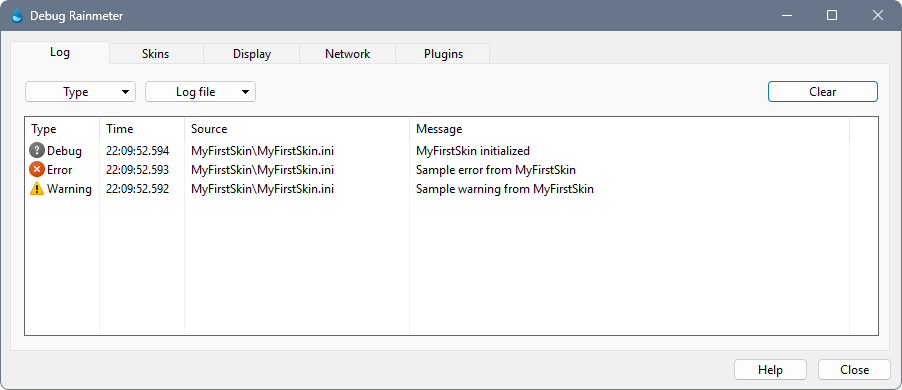 Debug Rainmeter
Log Skins Display Network Plugins
Type Log file Clear
Type Time Source Message
Debug 22:09:52.594 MyFirstSkin\MyFirstSkin.ini MyFirstSkin initialized
Error 22:09:52.593 MyFirstSkin\MyFirstSkin.ini Sample error from MyFirstSkin
Warning 22:09:52.592 MyFirstSkin\MyFirstSkin.ini Sample warning from MyFirstSkin
Help Close